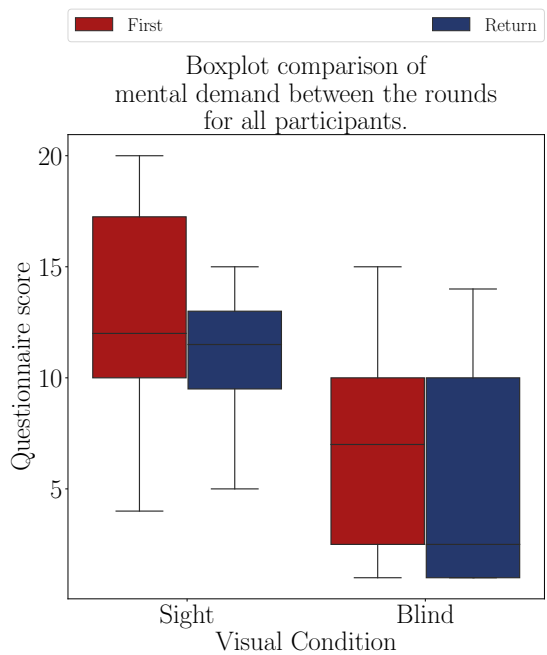 First
Return
Boxplot comparison of
mental demand between the rounds
for all participants.
20
15
10
5
Questionnaire score
Sight
Blind
Visual Condition